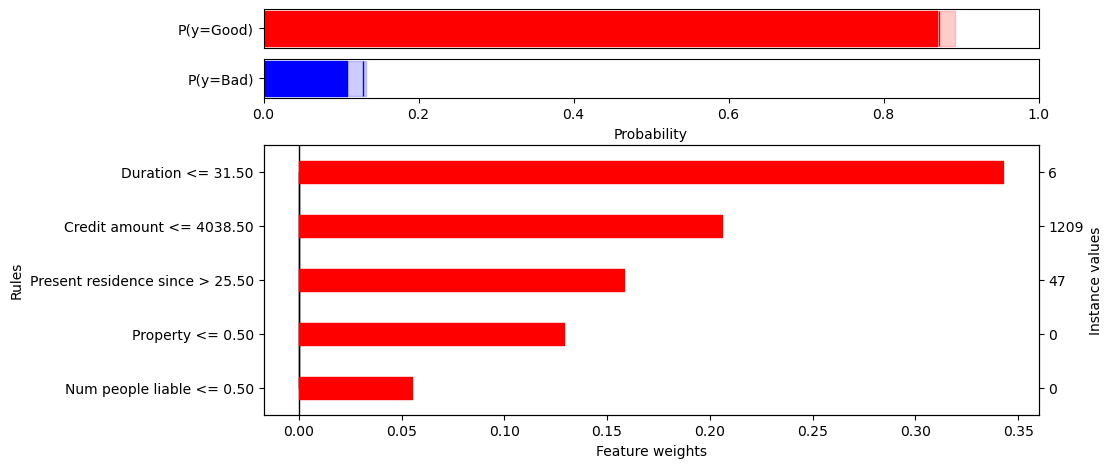 P(y=Good)
P(y=Bad)
0.0 0.2 0.4 0.6 0.8 1.0
Probability
Duration <= 31.50 6
Credit amount <= 4038.50 1209
Present residence since > 25.50 47
Property <= 0.50 0
Num people liable <= 0.50 0
Rules
Instance values
0.00 0.05 0.10 0.15 0.20 0.25 0.30 0.35
Feature weights